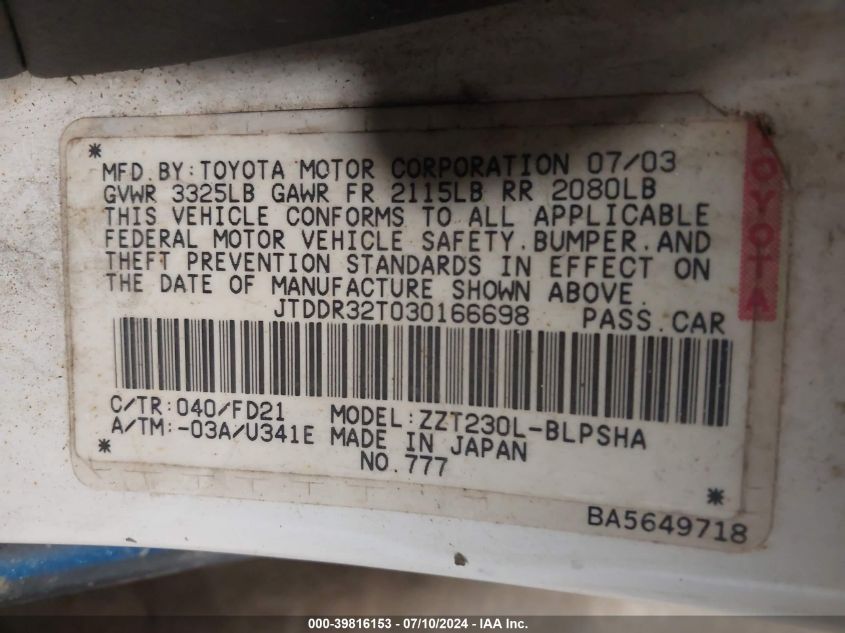 MFD.BY:TOYOTA MOTOR CORPORATION 07/03
GVWR 3325LB GAWR FR 2115LB RR 2080LB
THIS VEHICLE CONFORMS TO ALL APPLICABLE
FEDERAL MOTOR VEHICLE SAFETY.BUMPER.AND
THEFT PREVENTION STANDARDS IN EFFECT ON
THE DATE OF MANUFACTURE SHOWN ABOVE.
JTDDR32T030166698 PASS.CAR
C/TR:040/FD21 MODEL:ZZT230L-BLPSHA
A/TM:-03A/U341E MADE IN JAPAN
NO.777
BA5649718
TOYOTA
000-39816153 - 07/10/2024 - IAA Inc.